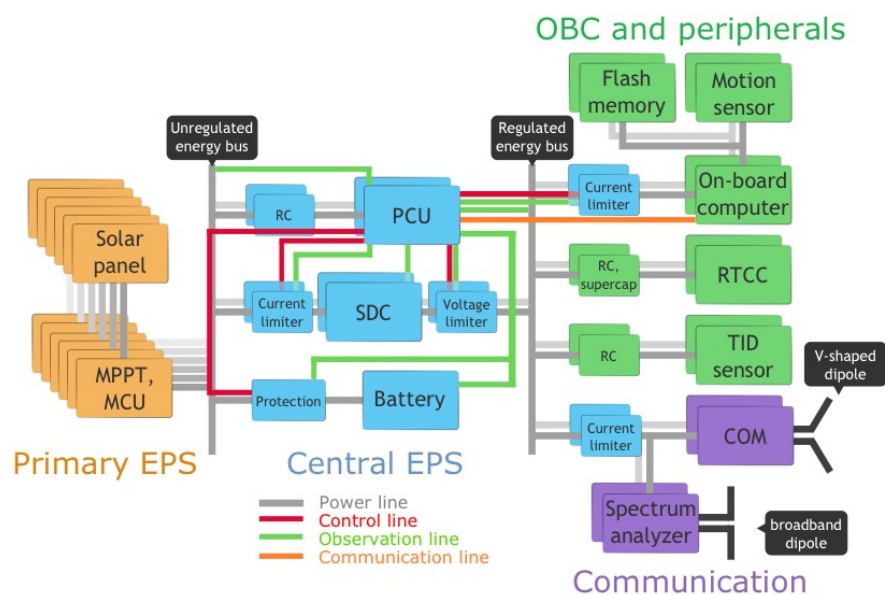 OBC and peripherals
Flash
memory
Motion
sensor
Unregulated
energy bus
Regulated
energy bus
Solar
panel
RC
PCU
Current
limiter
On-board
computer
Current
limiter
SDC
Voltage
limiter
RC,
supercap
RTCC
MPPT,
MCU
Protection
Battery
RC
TID
sensor
V-shaped
dipole
Current
limiter
COM
Primary EPS
Central EPS
Power line
Control line
Observation line
Communication line
Spectrum
analyzer
broadband
dipole
Communication